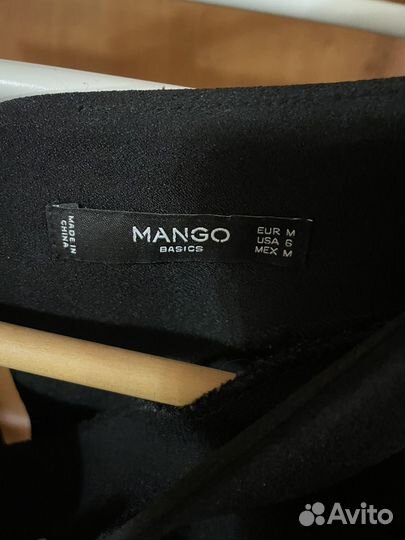 MADE IN
CHINA
MANGO
BASICS
EUR M
USA 6
MEX M
Avito